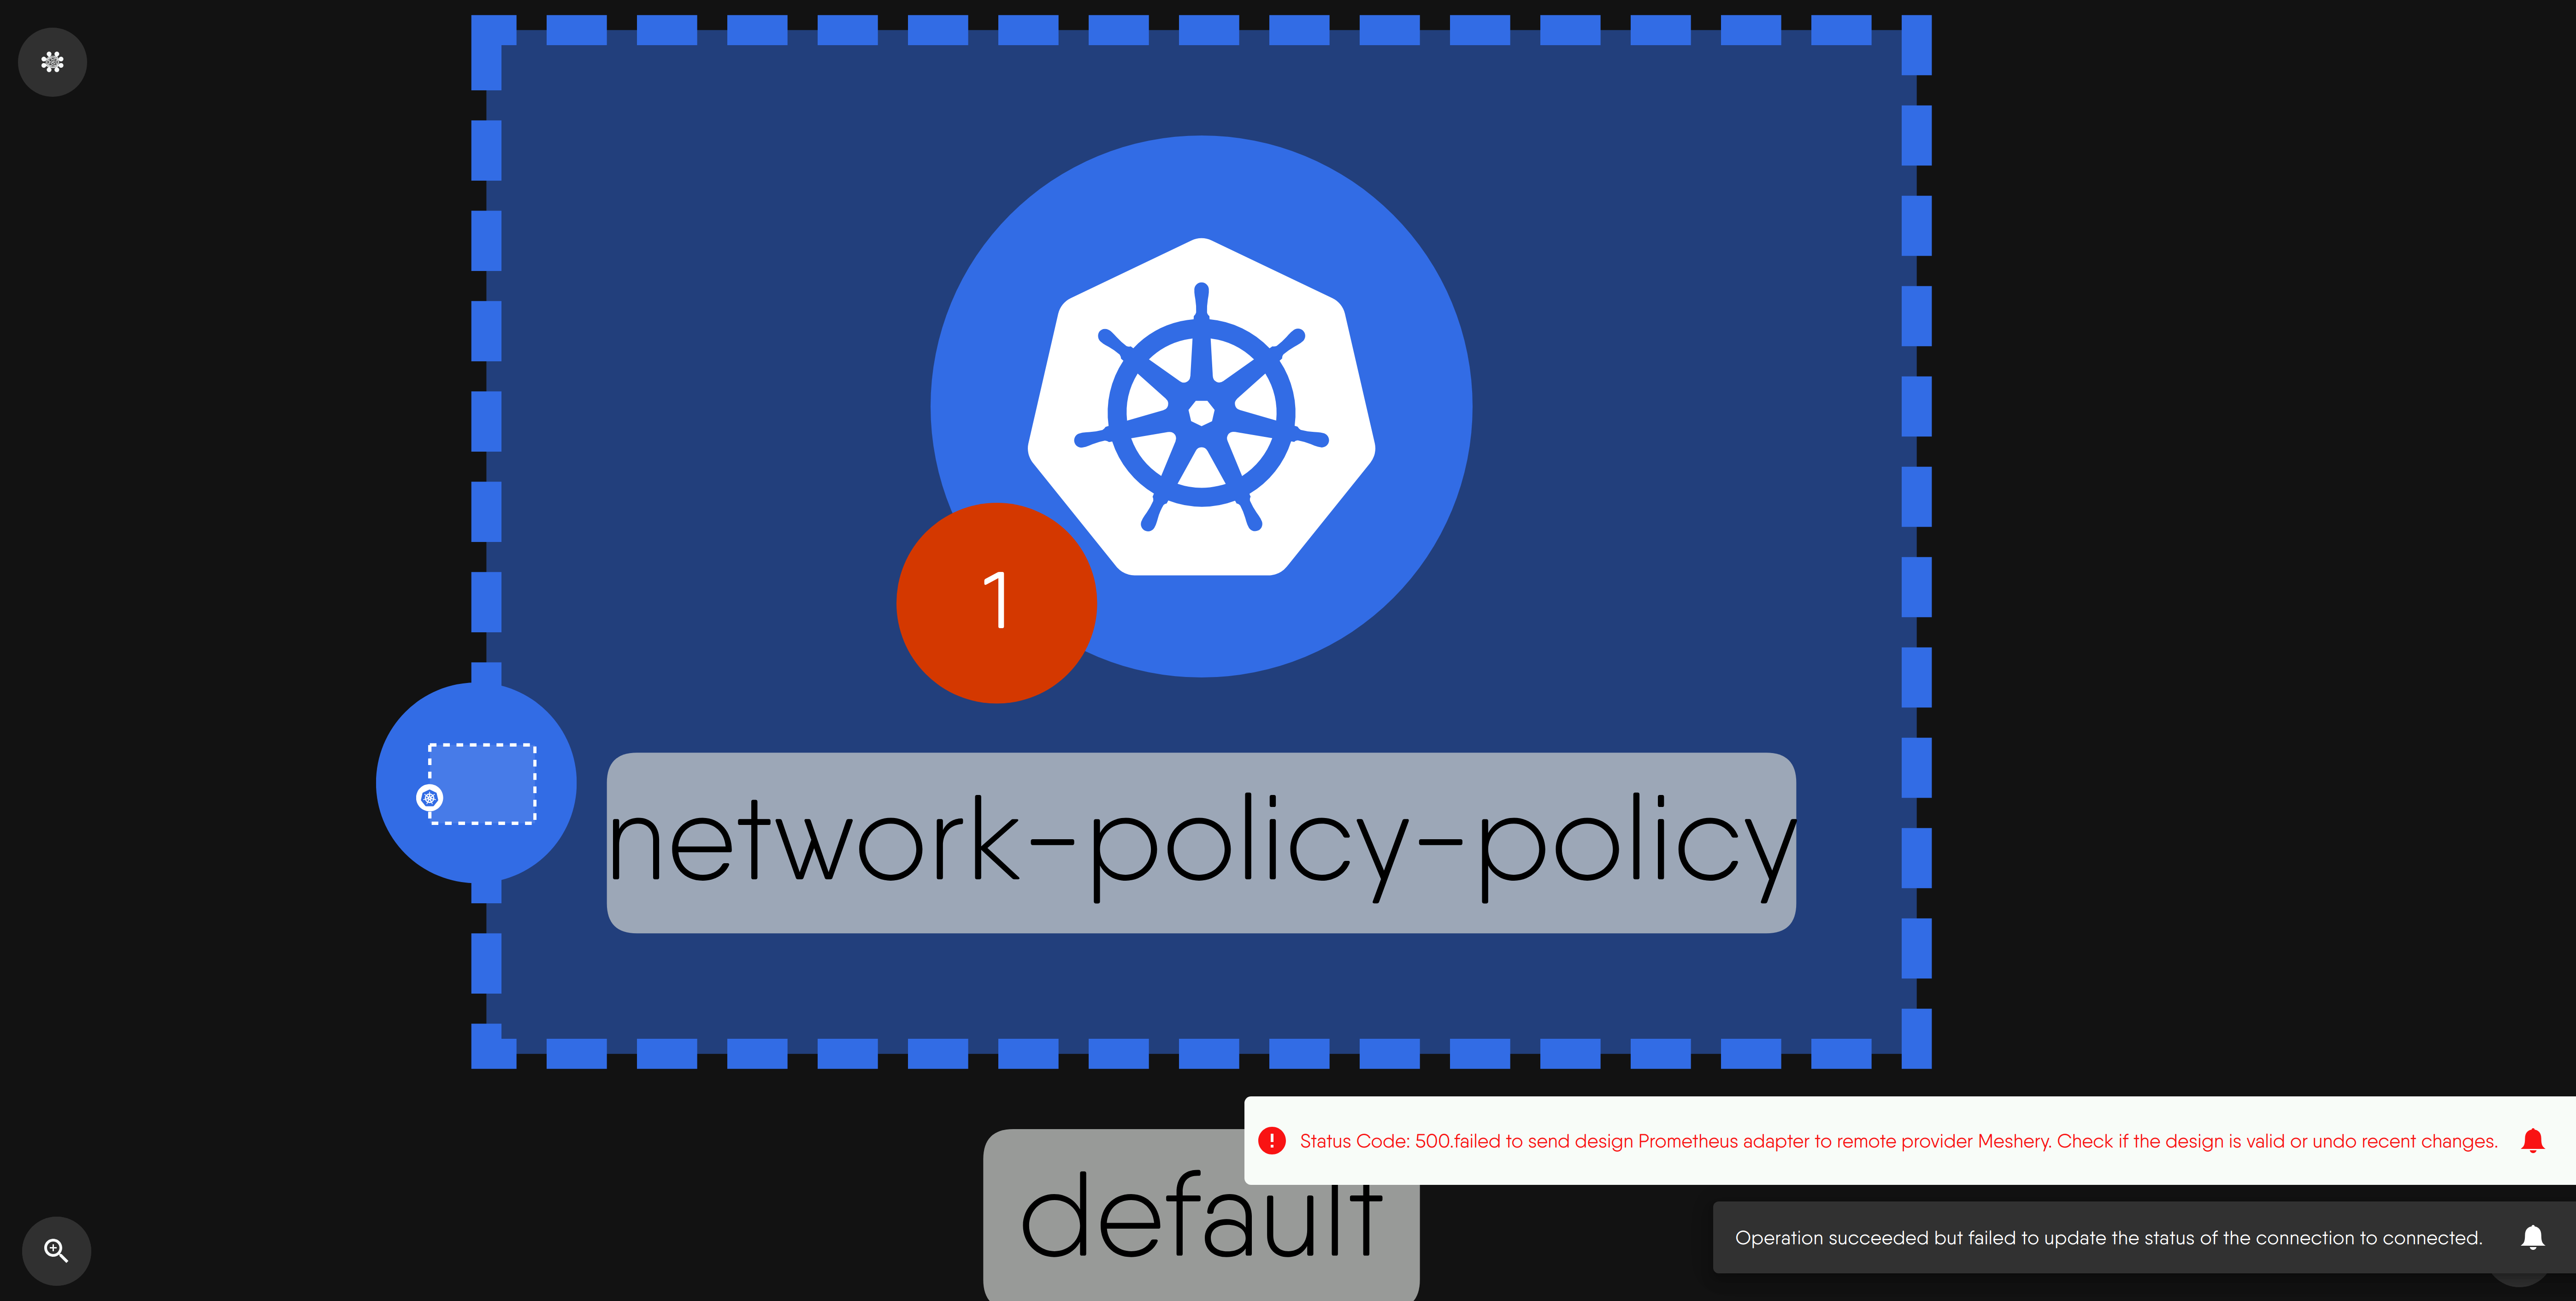 1
network-policy-policy
Status Code: 500.failed to send design Prometheus adapter to remote provider Meshery. Check if the design is valid or undo recent changes.
default
Operation succeeded but failed to update the status of the connection to connected.